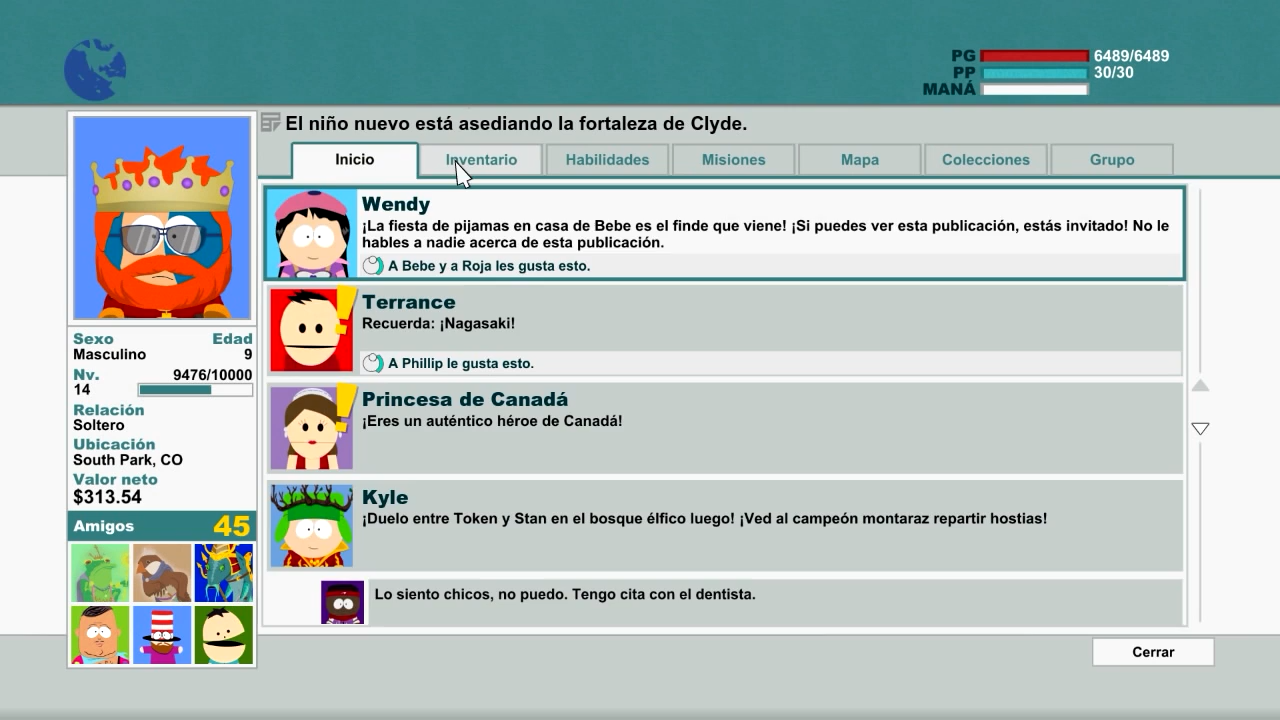 PG 6489/6489
PP 30/30
MANÁ
El niño nuevo está asediando la fortaleza de Clyde.
Inicio Inventario Habilidades Misiones Mapa Colecciones Grupo
Wendy
¡La fiesta de pijamas en casa de Bebe es el finde que viene! ¡Si puedes ver esta publicación, estás invitado! No le
hables a nadie acerca de esta publicación.
A Bebe y a Roja les gusta esto.
Terrance
Recuerda: ¡Nagasaki!
A Phillip le gusta esto.
Princesa de Canadá
¡Eres un auténtico héroe de Canadá!
Kyle
¡Duelo entre Token y Stan en el bosque élfico luego! ¡Ved al campeón montaraz repartir hostias!
Lo siento chicos, no puedo. Tengo cita con el dentista.
Sexo Edad
Masculino 9
Nv. 9476/10000
14
Relación
Soltero
Ubicación
South Park, CO
Valor neto
$313.54
Amigos 45
Cerrar